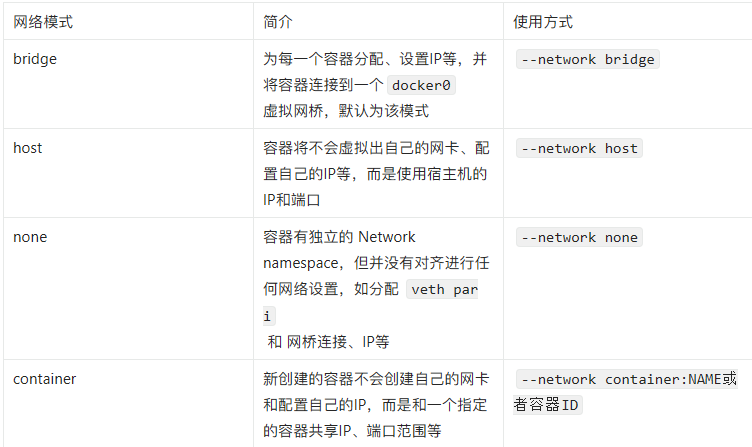 网络模式 简介 使用方式
bridge 为每一个容器分配、设置IP等，并 --network bridge
将容器连接到一个 docker0
虚拟网桥，默认为该模式
host 容器将不会虚拟出自己的网卡、配 --network host
置自己的IP等，而是使用宿主机的
IP和端口
none 容器有独立的 Network --network none
namespace，但并没有对齐进行任
何网络设置，如分配 veth par
i
和 网桥连接、IP等
container 新创建的容器不会创建自己的网卡 --network container:NAME或
和配置自己的IP，而是和一个指定 者容器ID
的容器共享IP、端口范围等